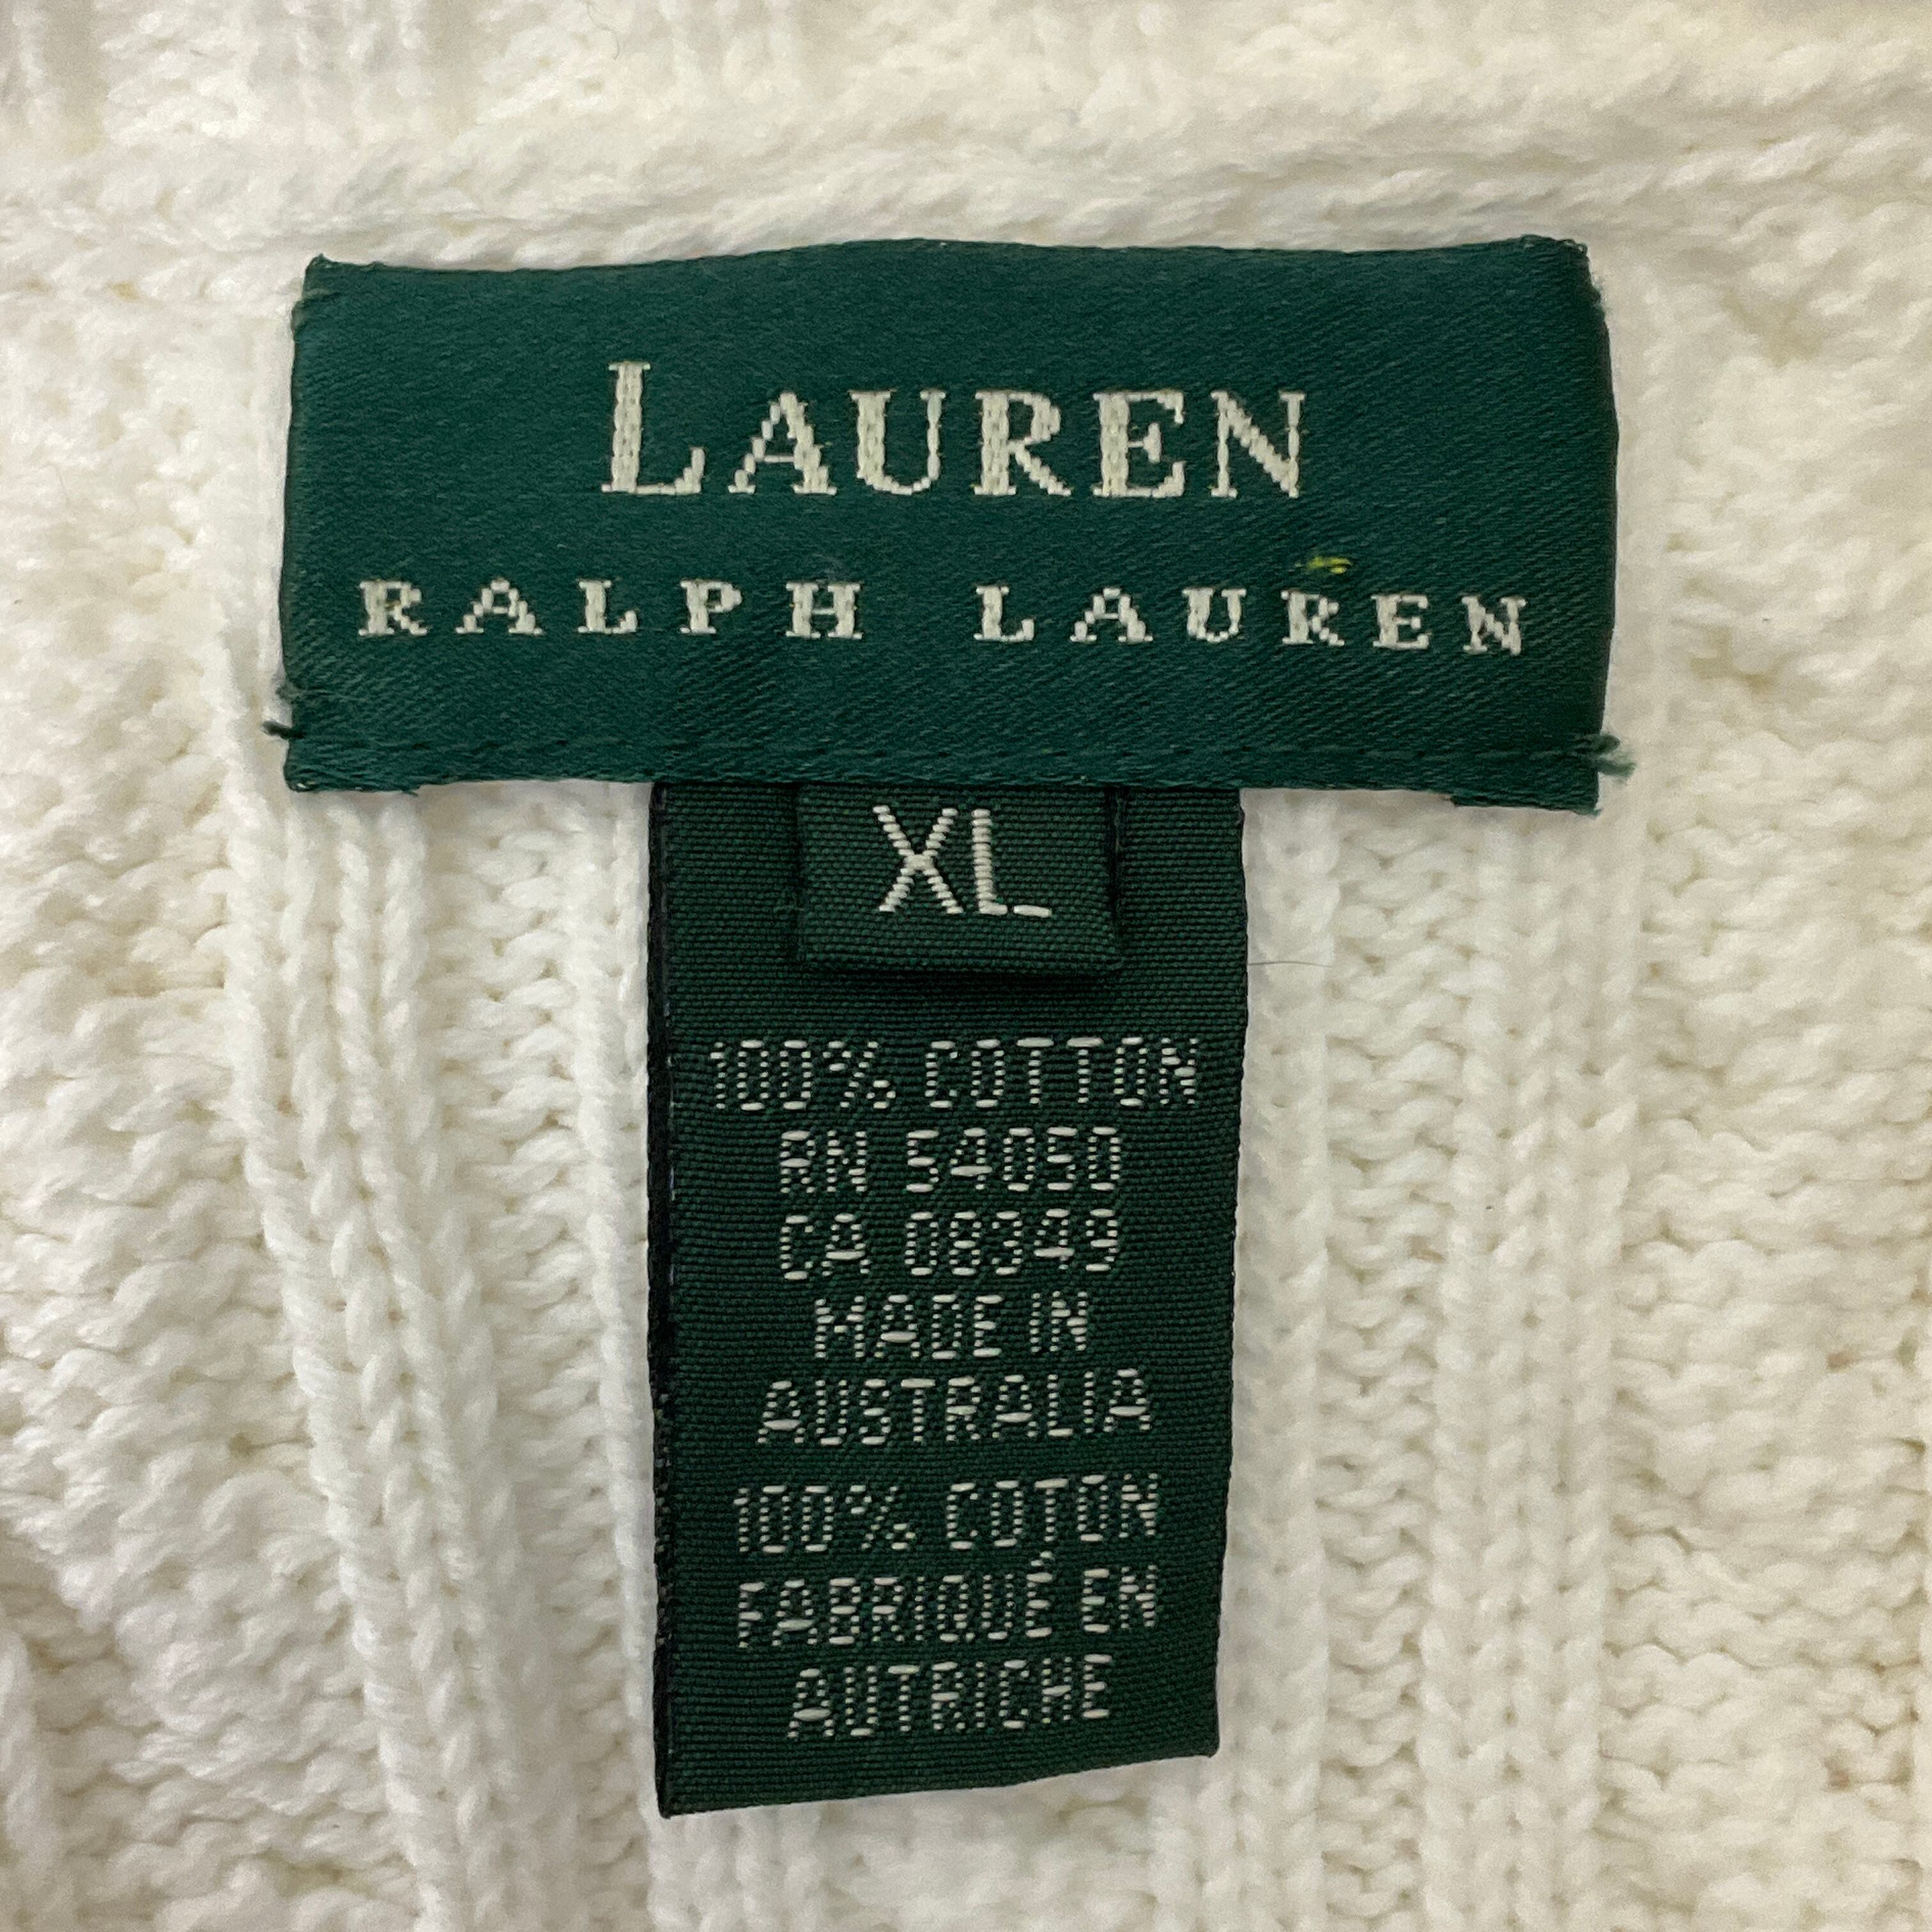 LAUREN
RALPH LAUREN
XL
100% COTTON
RN 54050
CA 08349
MADE IN
AUSTRALIA
100% COTON
FABRIQUÉ EN
AUTRICHE